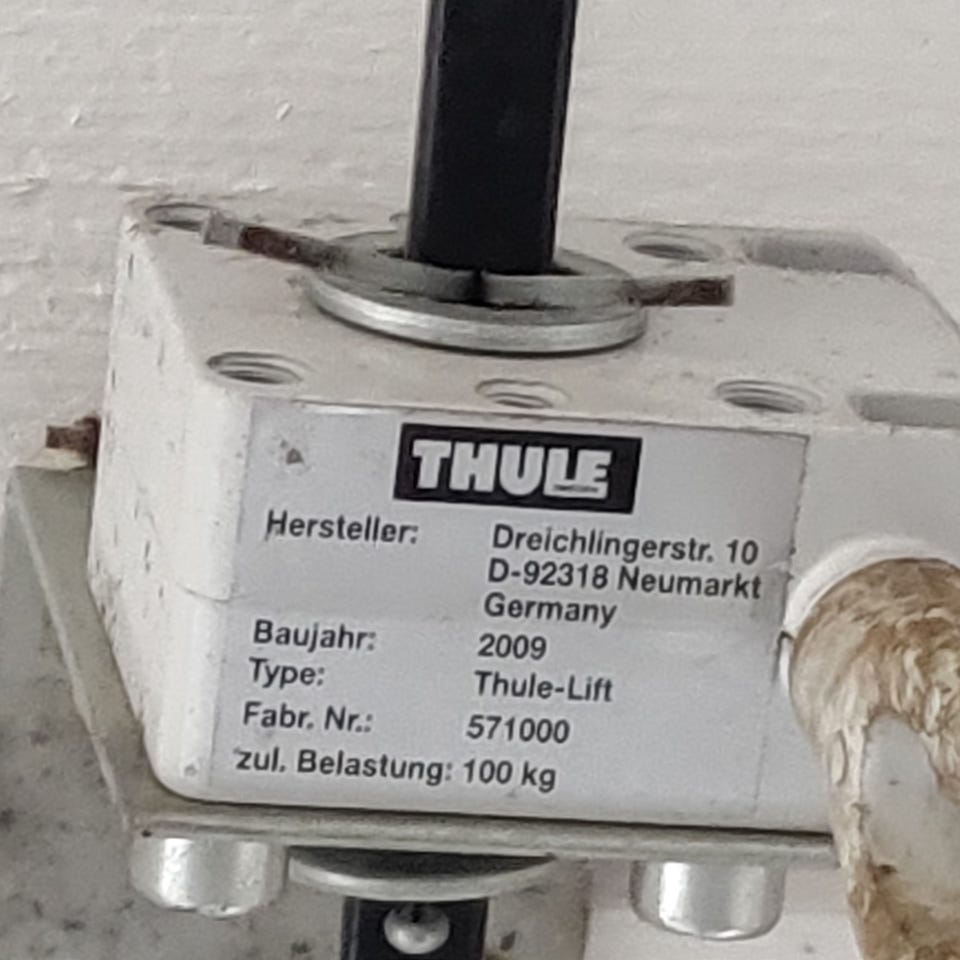 THULE
Hersteller: Dreichlingerstr. 10
D-92318 Neumarkt
Germany
Baujahr: 2009
Type: Thule-Lift
Fabr. Nr.: 571000
zul. Belastung: 100 kg